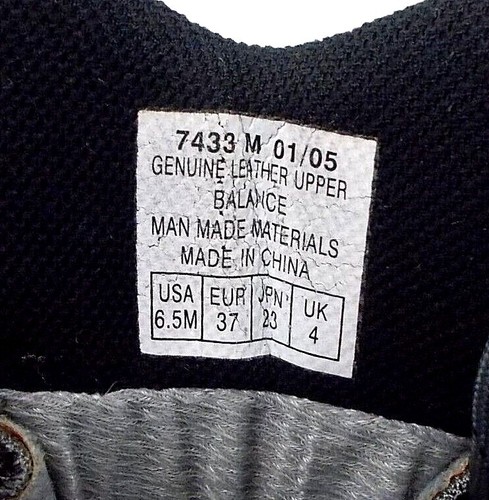 7433 M 01/05
GENUINE LEATHER UPPER
BALANCE
MAN MADE MATERIALS
MADE IN CHINA
USA EUR JPN UK
6.5M 37 23 4